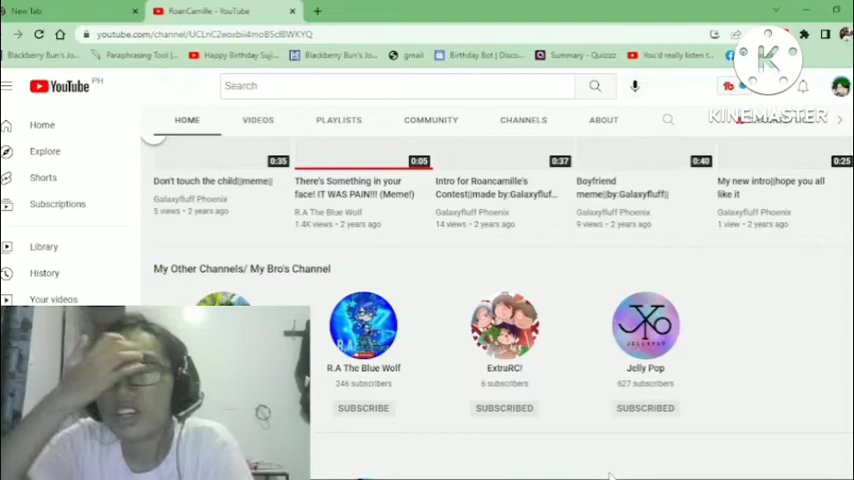 New Tab
RoanCamille - YouTube
youtube.com/channel/UCLnC2eoxbii4moB5clBWKYQ
Blackberry Bun's Jo...
Paraphrasing Tool |...
Happy Birthday Suji...
Blackberry Bun's Jo...
gmail
Birthday Bot | Disco...
Summary - Quizizz
You'd really listen t...
K
KINEMASTER
YouTube PH
Search
HOME
VIDEOS
PLAYLISTS
COMMUNITY
CHANNELS
ABOUT
Home
Explore
Shorts
Subscriptions
Library
History
Your videos
0:35
0:05
0:37
0:40
0:25
Don't touch the child||meme||
Galaxyfluff Phoenix
5 views • 2 years ago
There's Something in your
face! IT WAS PAIN!!! (Meme!)
R.A The Blue Wolf
1.4K views • 2 years ago
Intro for Roancamille's
Contest||made by:Galaxyfluf...
Galaxyfluff Phoenix
14 views • 2 years ago
Boyfriend
meme||by:Galaxyfluff||
Galaxyfluff Phoenix
9 views • 2 years ago
My new intro||hope you all
like it
Galaxyfluff Phoenix
1 view • 2 years ago
My Other Channels/ My Bro's Channel
R.A
R.A The Blue Wolf
246 subscribers
SUBSCRIBE
ExtraRC!
6 subscribers
SUBSCRIBED
JELLYPOP
Jelly Pop
627 subscribers
SUBSCRIBED